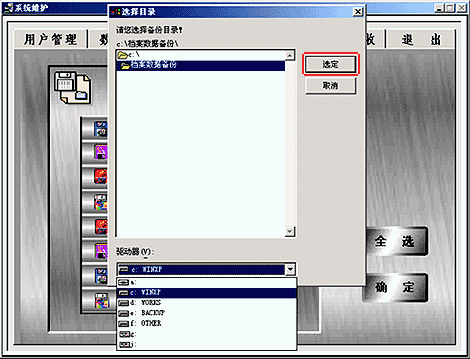 系统维护
选择目录
用户管理
数
收
退 出
请您选择备份目录!
c:\档案数据备份\
c:\
档案数据备份
选定
取消
驱动器(V):
c: WINXP
a:
c: WINXP
d: WORKS
e: BACKUP
f: OTHER
全 选
确 定